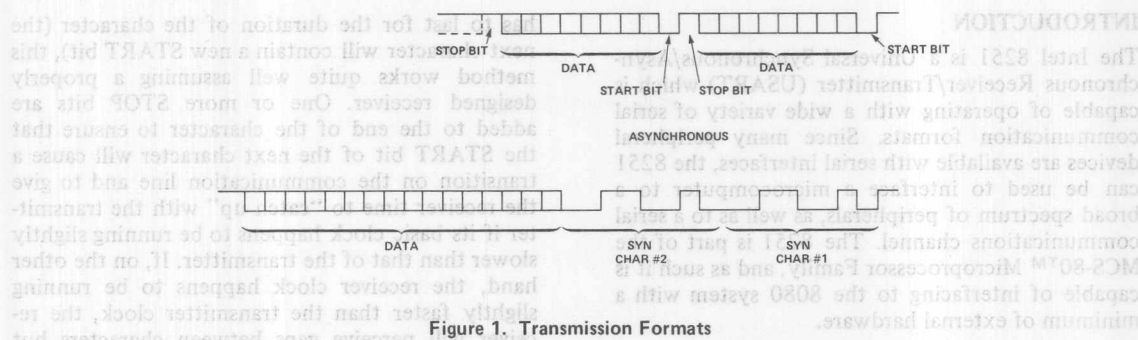 STOP BIT
DATA
START BIT
STOP BIT
DATA
START BIT
ASYNCHRONOUS
DATA
SYN
CHAR #2
SYN
CHAR #1
Figure 1. Transmission Formats
INTRODUCTION
The Intel 8251 is a Universal Synchronous/Asyn-
chronous Receiver/Transmitter (USART) which is
capable of operating with a wide variety of serial
communication formats. Since many peripheral
devices are available with serial interfaces, the 8251
can be used to interface a microcomputer to a
broad spectrum of peripherals, as well as to a serial
communications channel. The 8251 is part of the
MCS-80™ Microprocessor Family, and as such it is
capable of interfacing to the 8080 system with a
minimum of external hardware.
has to last for the duration of the character (the
next character will contain a new START bit), this
method works quite well assuming a properly
designed receiver. One or more STOP bits are
added to the end of the character to ensure that
the START bit of the next character will cause a
transition on the communication line and to give
the receiver time to "catch up" with the transmit-
ter if its basic clock happens to be running slightly
slower than that of the transmitter. If, on the other
hand, the receiver clock happens to be running
slightly faster than the transmitter clock, the re-
ceiver will perceive gaps between characters but